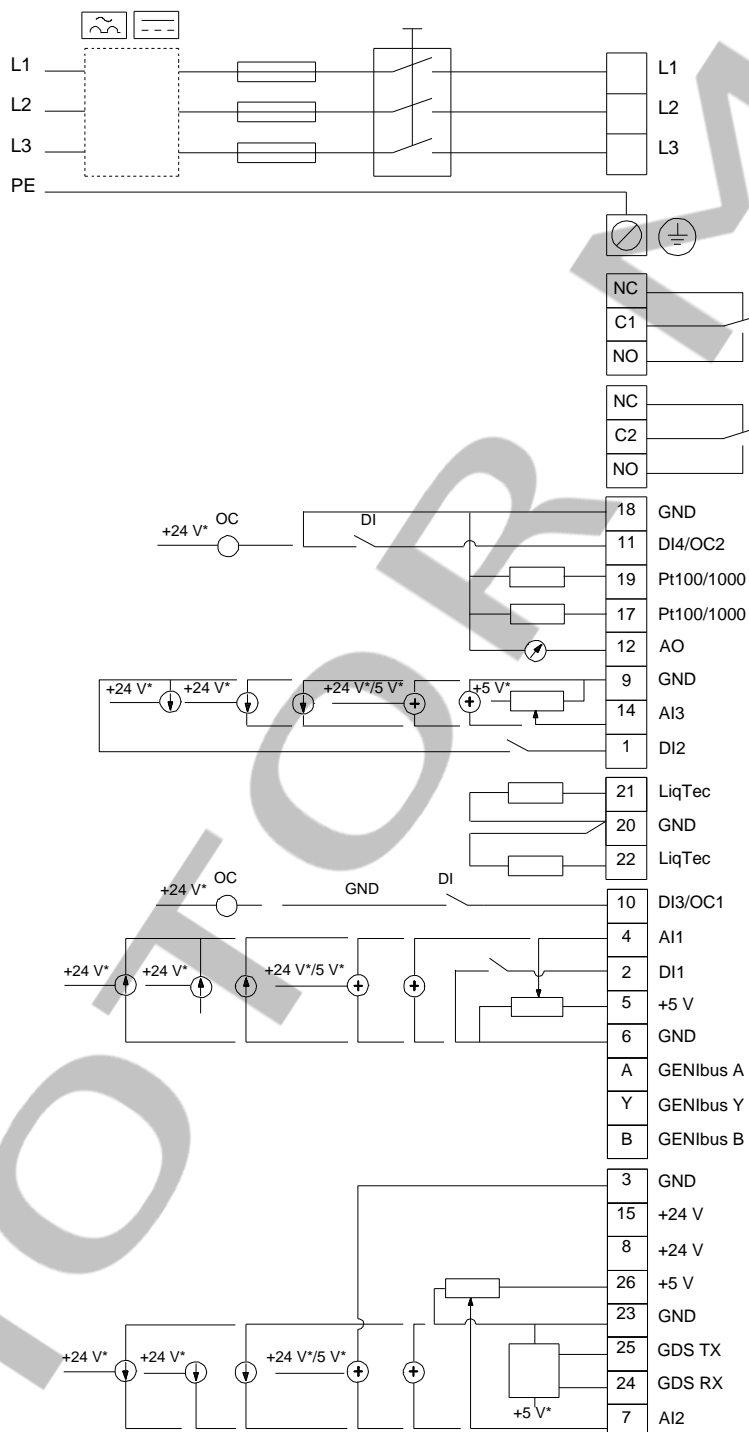 L1 L1
L2 L2
L3 L3
PE
NC
C1
NO
NC
C2
NO
18 GND
+24 V* OC DI 11 DI4/OC2
19 Pt100/1000
17 Pt100/1000
12 AO
+24 V* +24 V* +24 V*/5 V* +5 V* 9 GND
14 AI3
1 DI2
21 LiqTec
20 GND
22 LiqTec
+24 V* OC GND DI 10 DI3/OC1
4 AI1
+24 V* +24 V* +24 V*/5 V* 2 DI1
5 +5 V
6 GND
A GENIbus A
Y GENIbus Y
B GENIbus B
3 GND
15 +24 V
8 +24 V
26 +5 V
23 GND
+24 V* +24 V* +24 V*/5 V* 25 GDS TX
24 GDS RX
+5 V* 7 AI2